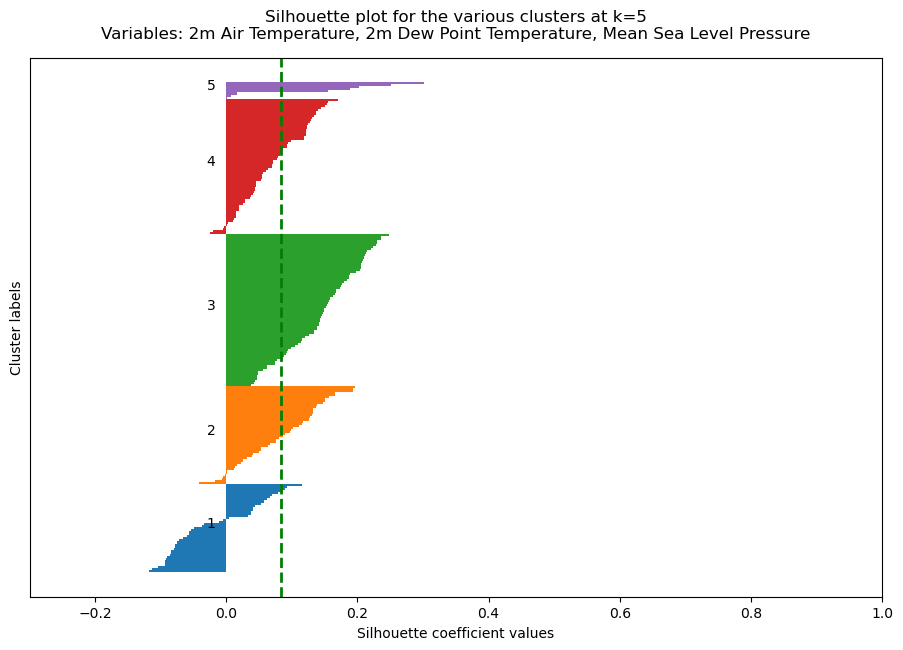 Silhouette plot for the various clusters at k=5
Variables: 2m Air Temperature, 2m Dew Point Temperature, Mean Sea Level Pressure
5
4
3
2
1
Cluster labels
−0.2 0.0 0.2 0.4 0.6 0.8 1.0
Silhouette coefficient values